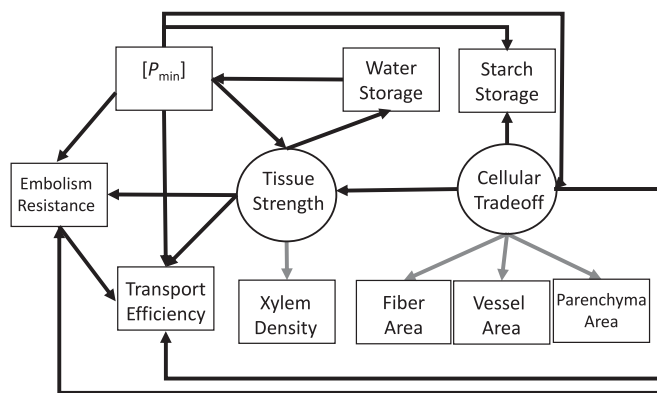 [Pmin]
Water
Storage
Starch
Storage
Embolism
Resistance
Tissue
Strength
Cellular
Tradeoff
Transport
Efficiency
Xylem
Density
Fiber
Area
Vessel
Area
Parenchyma
Area